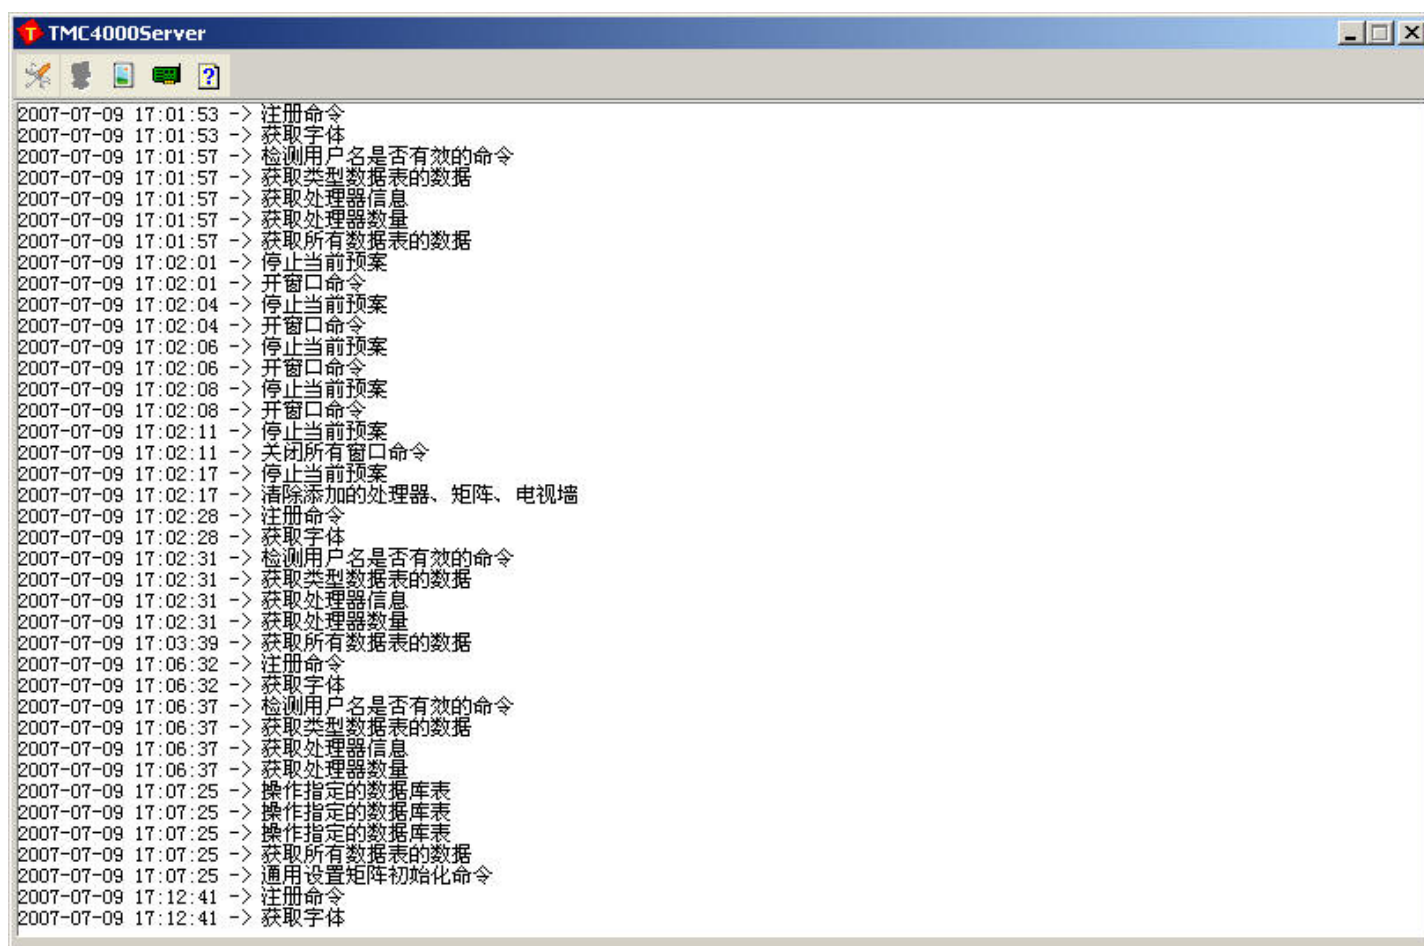 TMC4000Server
2007-07-09 17:01:53 -> 注册命令
2007-07-09 17:01:53 -> 获取字体
2007-07-09 17:01:57 -> 检测用户名是否有效的命令
2007-07-09 17:01:57 -> 获取类型数据表的数据
2007-07-09 17:01:57 -> 获取处理器信息
2007-07-09 17:01:57 -> 获取处理器数量
2007-07-09 17:01:57 -> 获取所有数据表的数据
2007-07-09 17:02:01 -> 停止当前预案
2007-07-09 17:02:01 -> 开窗口命令
2007-07-09 17:02:04 -> 停止当前预案
2007-07-09 17:02:04 -> 开窗口命令
2007-07-09 17:02:06 -> 停止当前预案
2007-07-09 17:02:06 -> 开窗口命令
2007-07-09 17:02:08 -> 停止当前预案
2007-07-09 17:02:08 -> 开窗口命令
2007-07-09 17:02:11 -> 停止当前预案
2007-07-09 17:02:11 -> 关闭所有窗口命令
2007-07-09 17:02:17 -> 停止当前预案
2007-07-09 17:02:17 -> 清除添加的处理器、矩阵、电视墙
2007-07-09 17:02:28 -> 注册命令
2007-07-09 17:02:28 -> 获取字体
2007-07-09 17:02:31 -> 检测用户名是否有效的命令
2007-07-09 17:02:31 -> 获取类型数据表的数据
2007-07-09 17:02:31 -> 获取处理器信息
2007-07-09 17:02:31 -> 获取处理器数量
2007-07-09 17:03:39 -> 获取所有数据表的数据
2007-07-09 17:06:32 -> 注册命令
2007-07-09 17:06:32 -> 获取字体
2007-07-09 17:06:37 -> 检测用户名是否有效的命令
2007-07-09 17:06:37 -> 获取类型数据表的数据
2007-07-09 17:06:37 -> 获取处理器信息
2007-07-09 17:06:37 -> 获取处理器数量
2007-07-09 17:07:25 -> 操作指定的数据库表
2007-07-09 17:07:25 -> 操作指定的数据库表
2007-07-09 17:07:25 -> 操作指定的数据库表
2007-07-09 17:07:25 -> 获取所有数据表的数据
2007-07-09 17:07:25 -> 通用设置矩阵初始化命令
2007-07-09 17:12:41 -> 注册命令
2007-07-09 17:12:41 -> 获取字体